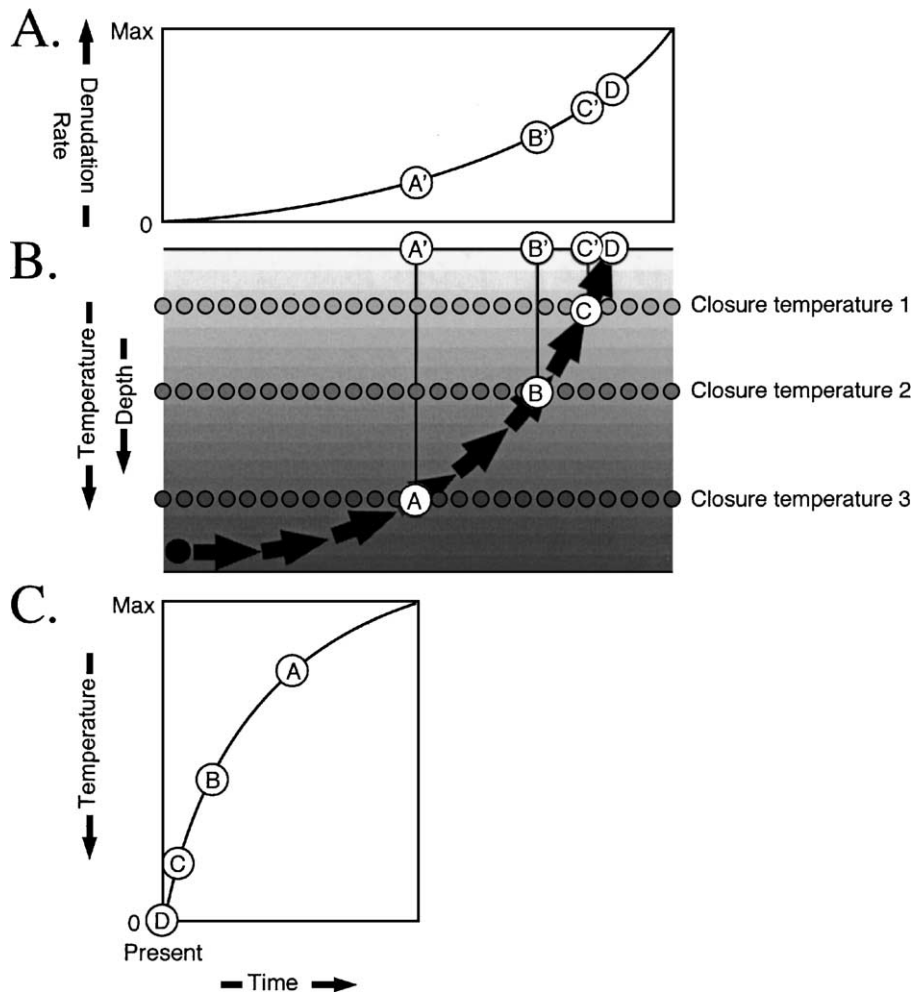 A.
Max
Denudation
Rate
0
A'
B'
C'
D
B.
A'
B'
C'
D
Temperature
Depth
C
Closure temperature 1
B
Closure temperature 2
A
Closure temperature 3
C.
Max
Temperature
A
B
C
0
D
Present
Time